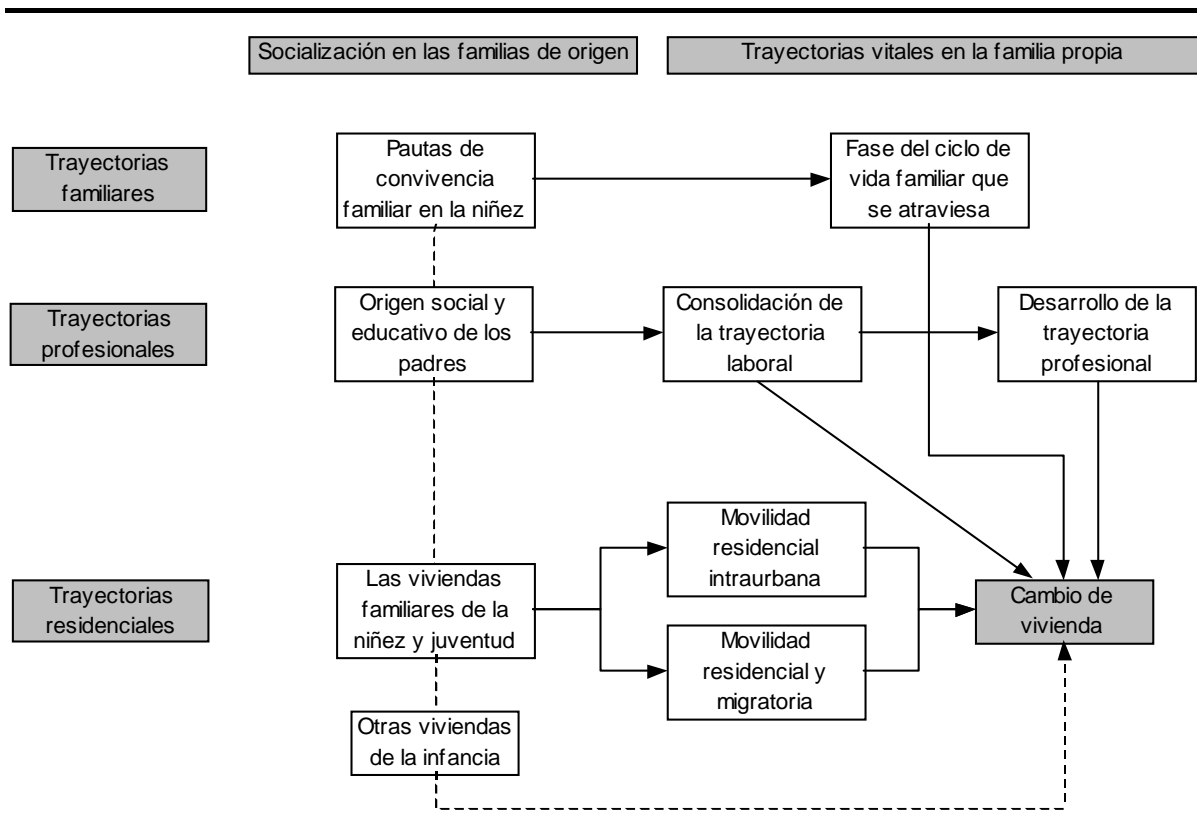 Socialización en las familias de origen
Trayectorias vitales en la familia propia
Trayectorias
familiares
Pautas de
convivencia
familiar en la niñez
Fase del ciclo de
vida familiar que
se atraviesa
Trayectorias
profesionales
Origen social y
educativo de los
padres
Consolidación de
la trayectoria
laboral
Desarrollo de la
trayectoria
profesional
Trayectorias
residenciales
Las viviendas
familiares de la
niñez y juventud
Movilidad
residencial
intraurbana
Movilidad
residencial y
migratoria
Cambio de
vivienda
Otras viviendas
de la infancia